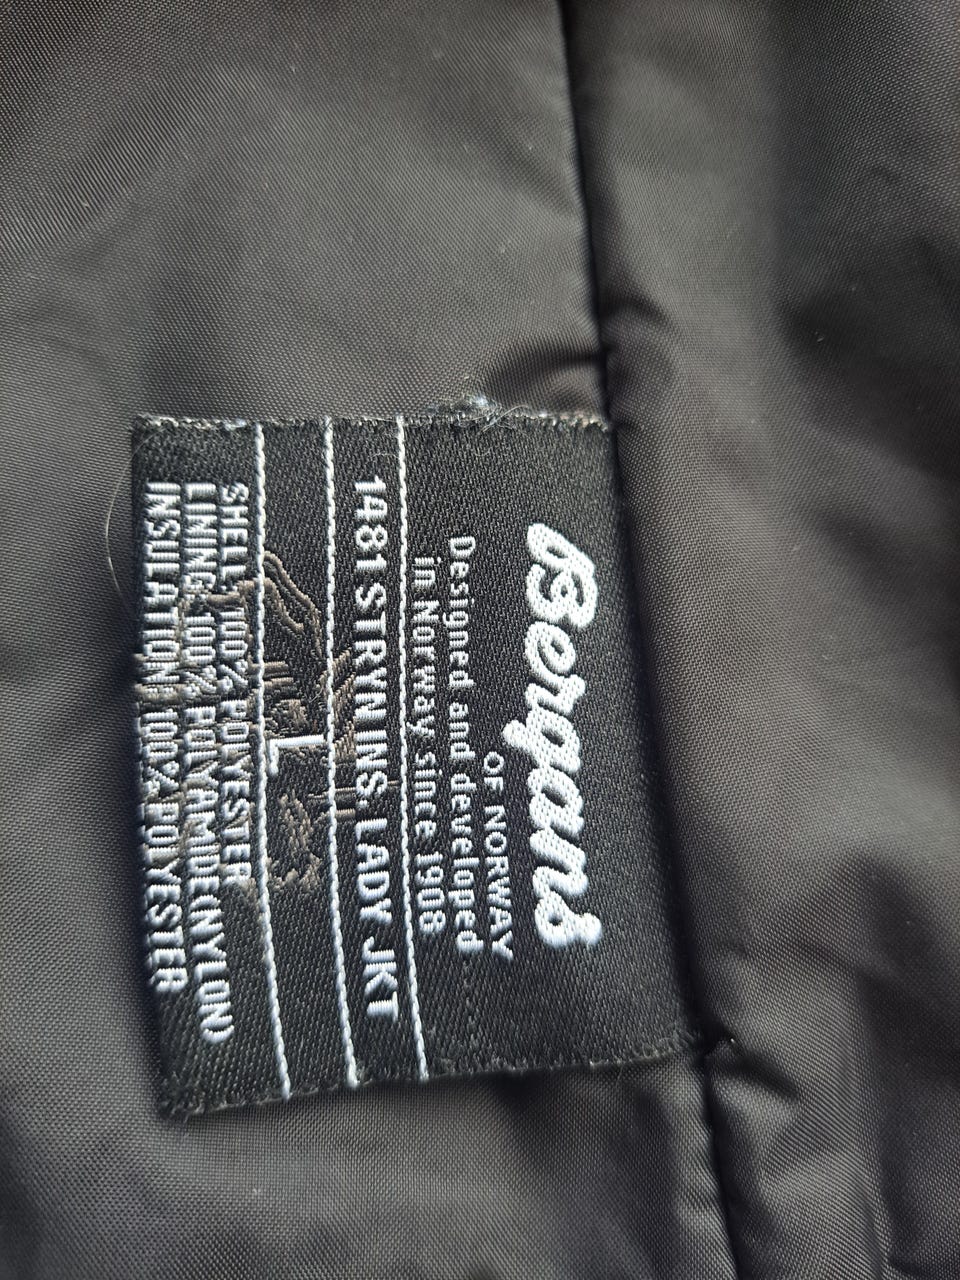 Bergans
OF NORWAY
Designed and developed
in Norway since 1908
1481 STRYN INS. LADY JKT
L
SHELL: 100% POLYESTER
LINING: 100% POLYAMIDE(NYLON)
INSULATION: 100% POLYESTER